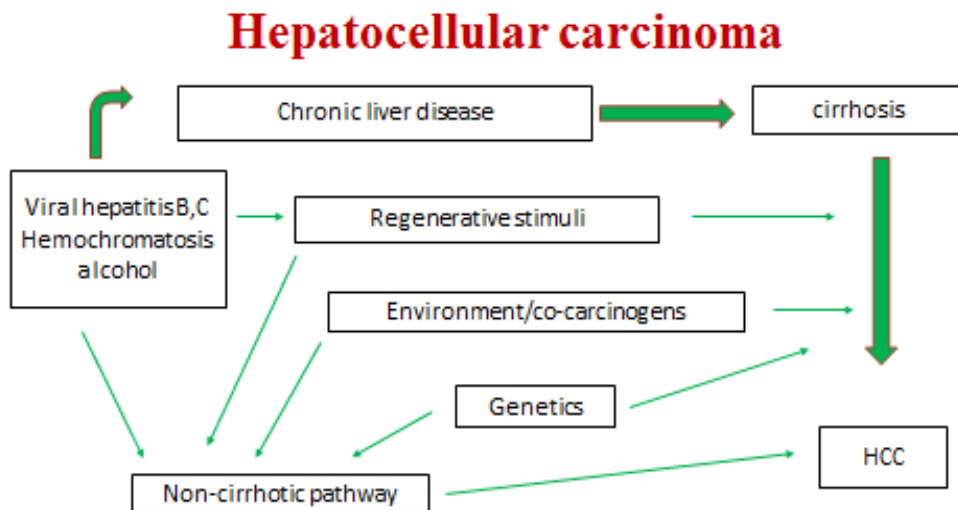 Hepatocellular carcinoma
Chronic liver disease
cirrhosis
Viral hepatitis B,C
Hemochromatosis
alcohol
Regenerative stimuli
Environment/co-carcinogens
Genetics
HCC
Non-cirrhotic pathway